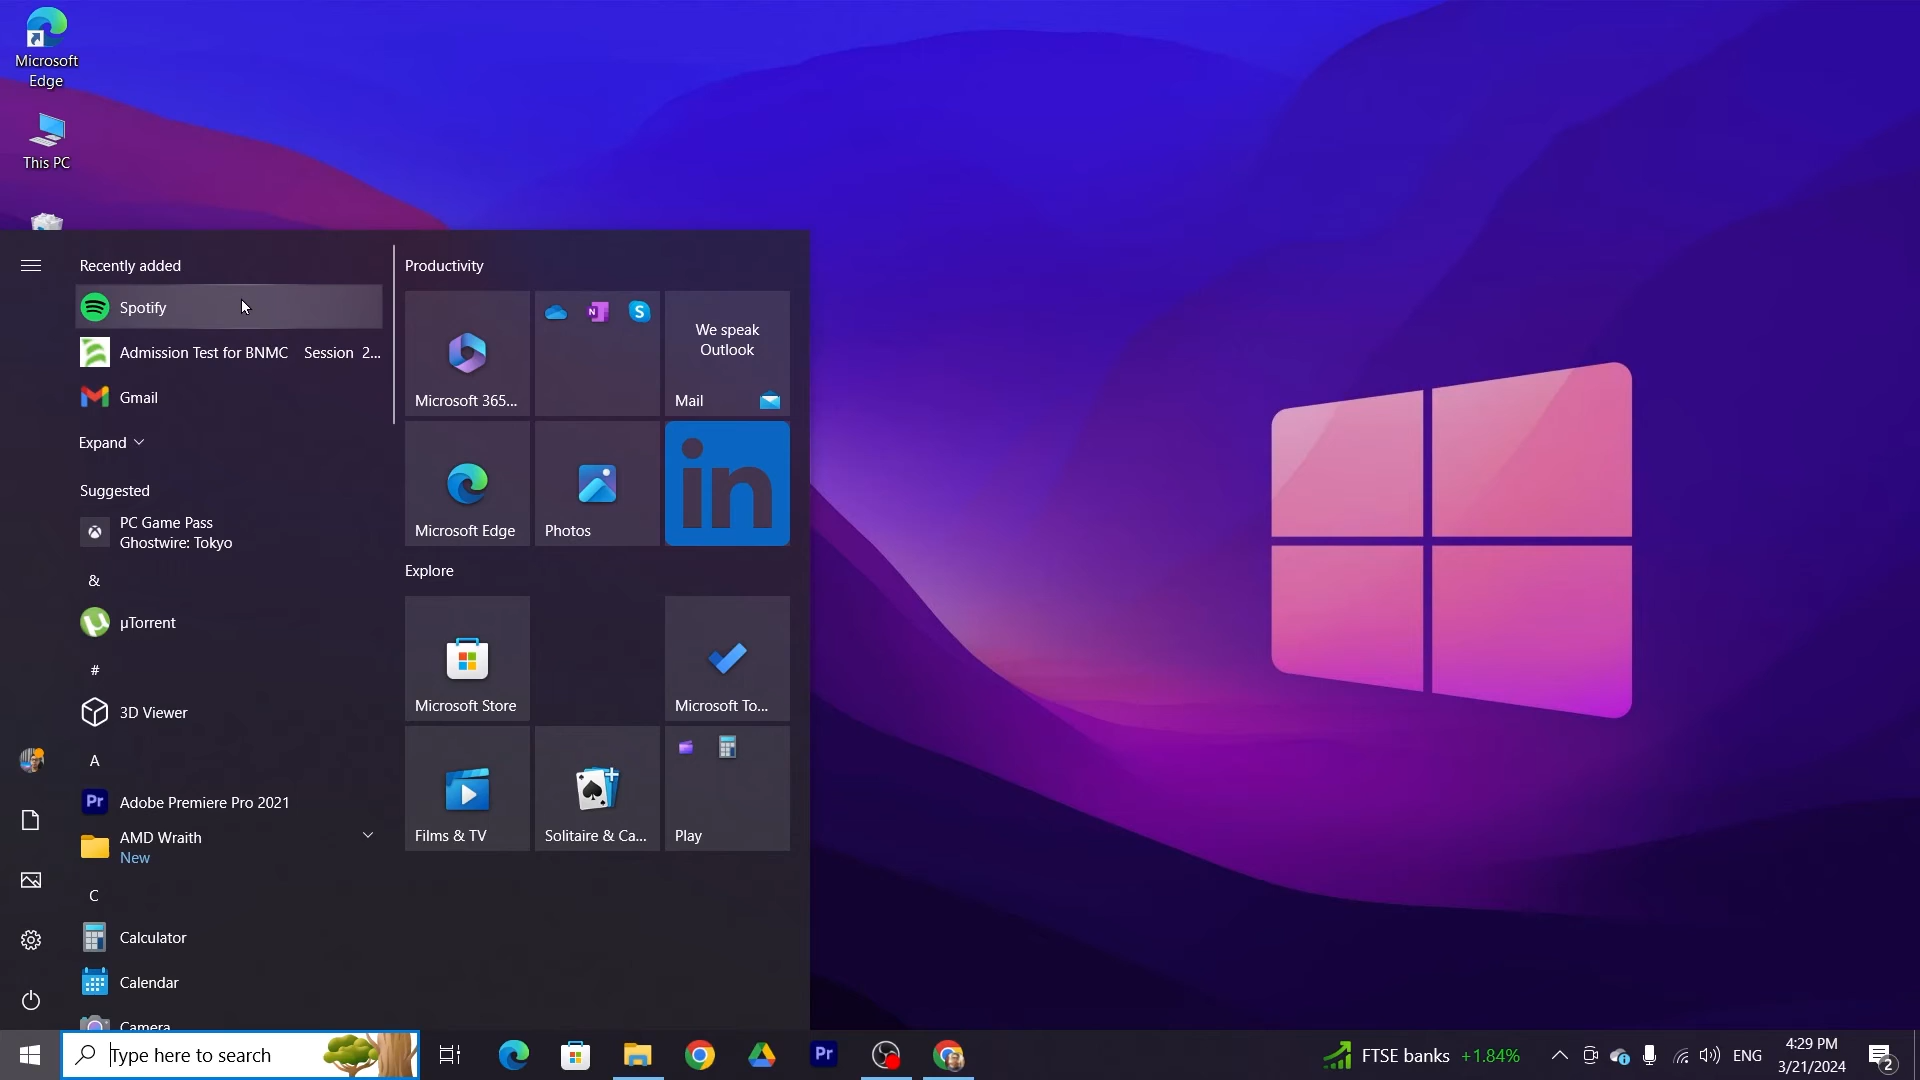 Microsoft
Edge
This PC
Recently added
Spotify
Admission Test for BNMC Session 2...
Gmail
Expand
Suggested
PC Game Pass
Ghostwire: Tokyo
&
µTorrent
#
3D Viewer
A
Adobe Premiere Pro 2021
AMD Wraith
New
C
Calculator
Calendar
Camera
Productivity
Microsoft 365...
N
S
We speak
Outlook
Mail
Microsoft Edge
Photos
in
Explore
Microsoft Store
Microsoft To...
Films & TV
Solitaire & Ca...
Play
Type here to search
Pr
FTSE banks +1.84%
ENG
4:29 PM
3/21/2024
2